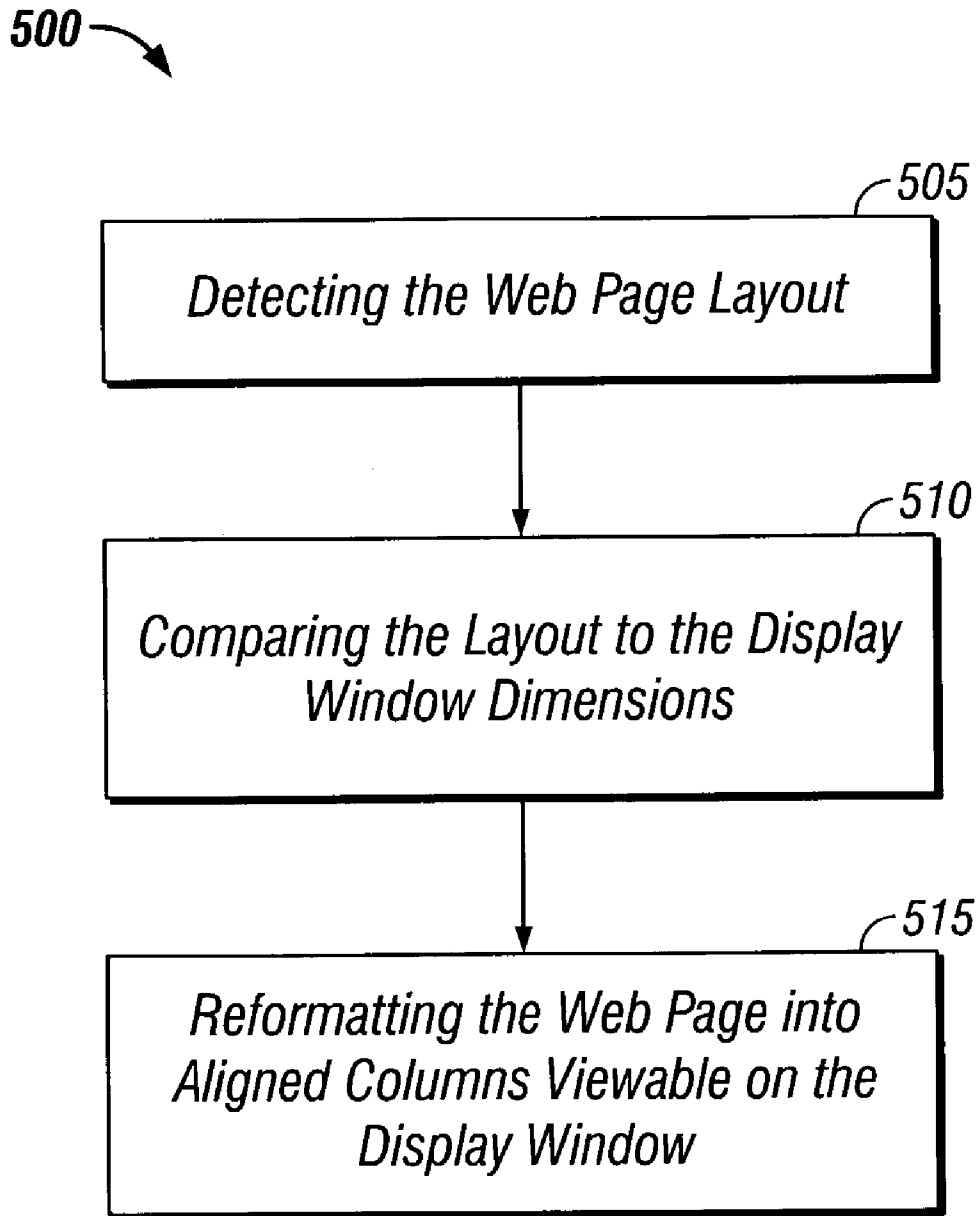 500
505
Detecting the Web Page Layout
510
Comparing the Layout to the Display
Window Dimensions
515
Reformatting the Web Page into
Aligned Columns Viewable on the
Display Window